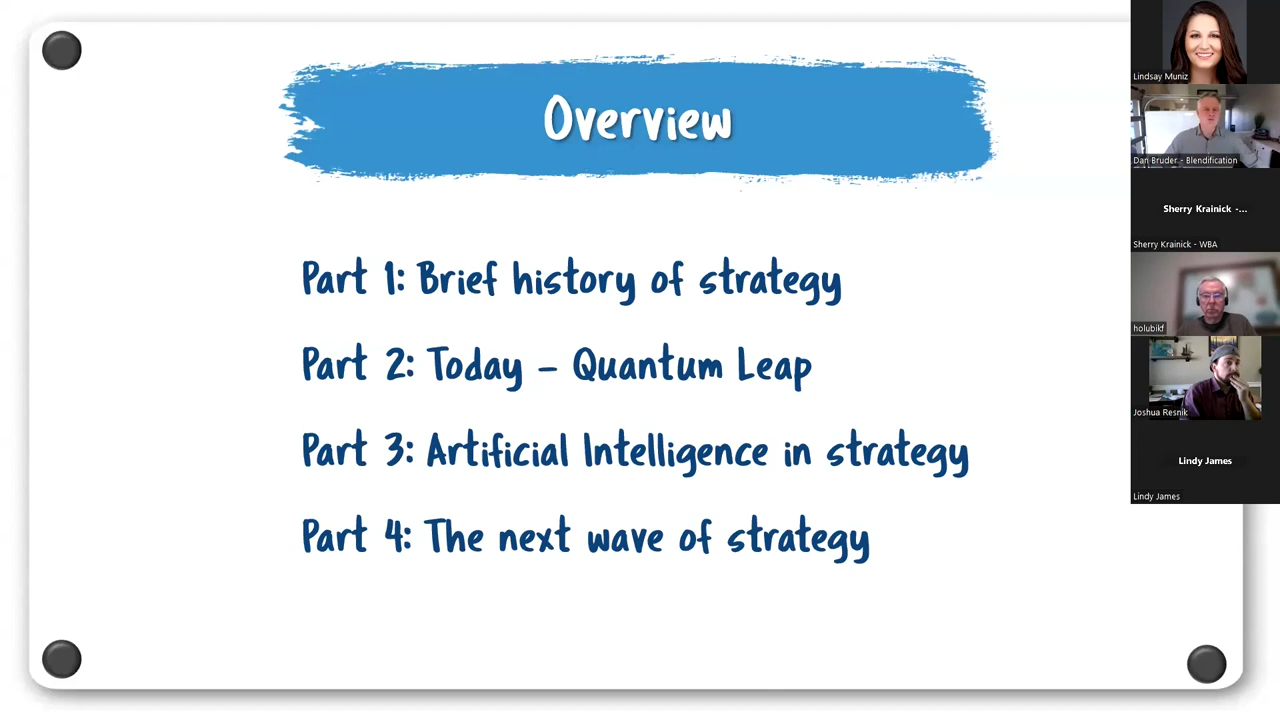 Overview
Part 1: Brief history of strategy
Part 2: Today - Quantum Leap
Part 3: Artificial Intelligence in strategy
Part 4: The next wave of strategy
Lindsay Muniz
Dan Bruder - Blendification
Sherry Krainick -...
Sherry Krainick - WBA
holubikf
Joshua Resnik
Lindy James
Lindy James